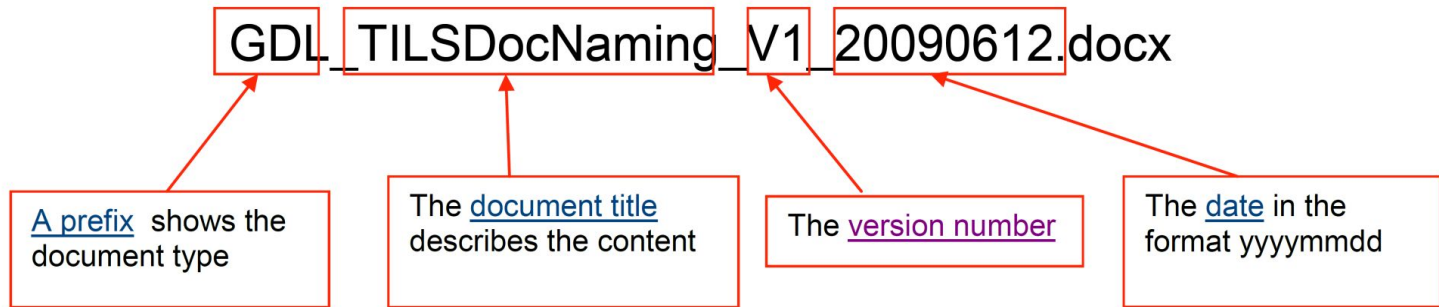 GDL_TILSDocNaming_V1_20090612.docx
A prefix shows the
document type
The document title
describes the content
The version number
The date in the
format yyyymmdd